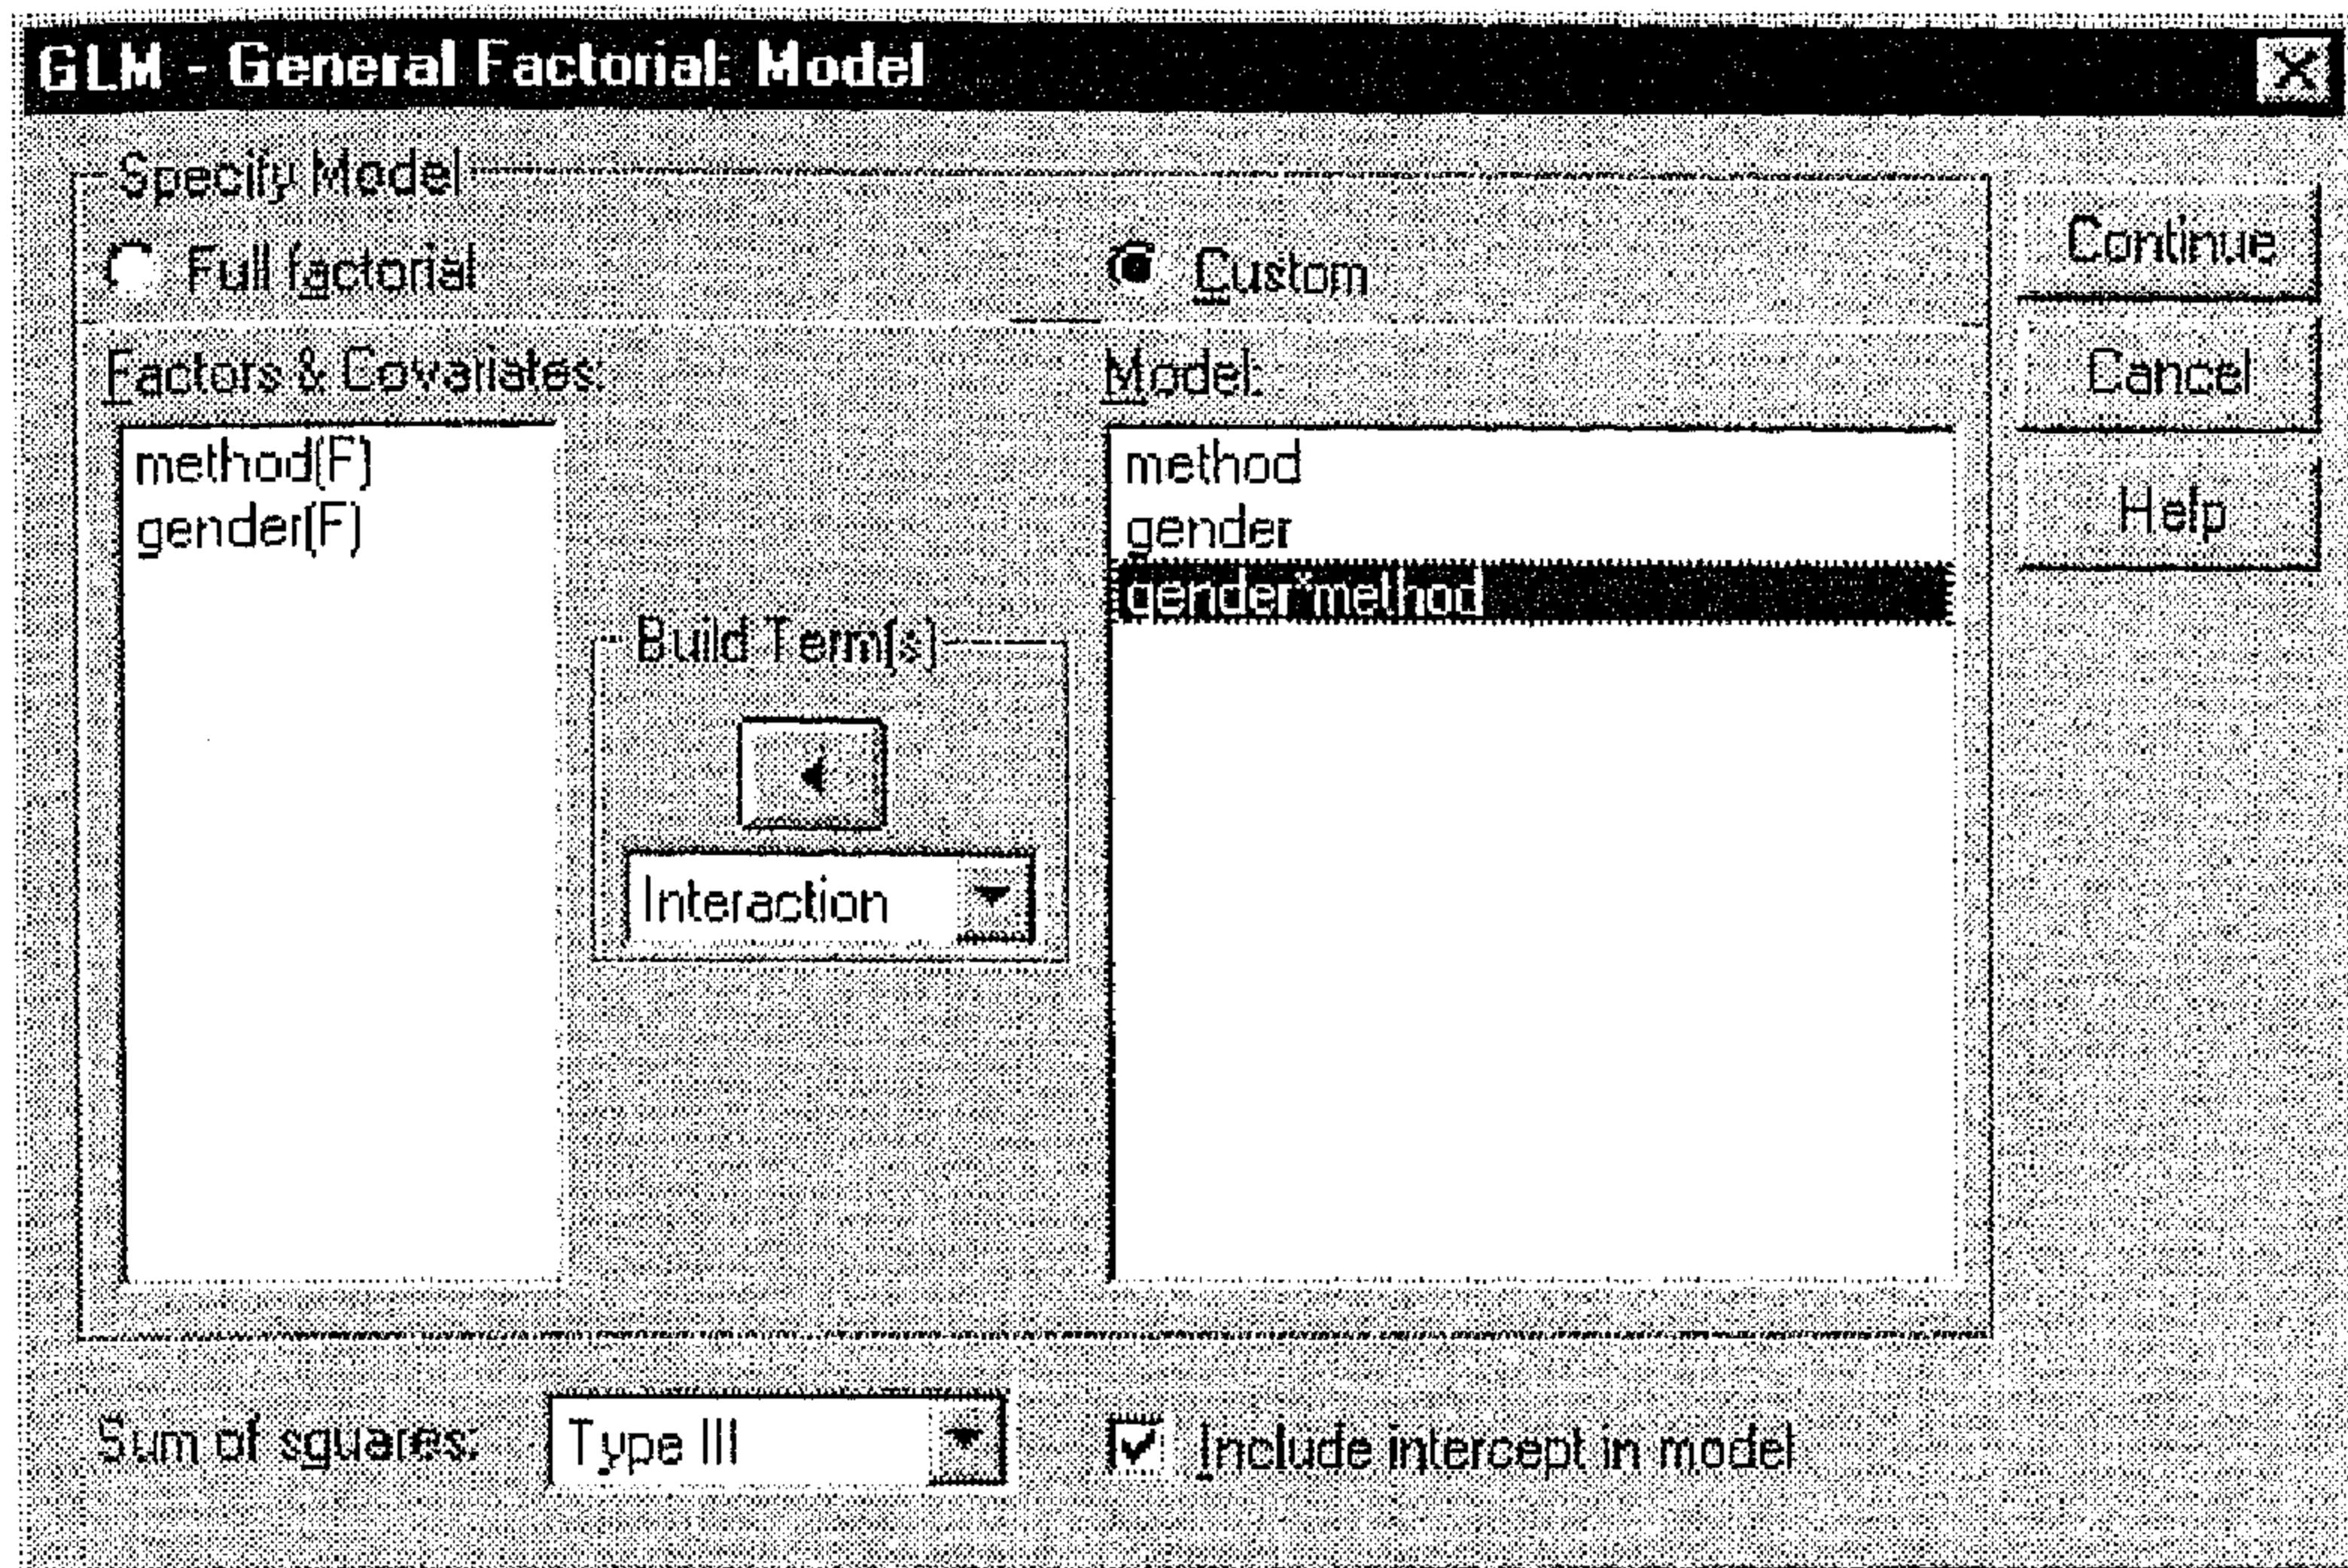 GLM - General Factorial: Model
Specify Model
Full factorial
Custom
Continue
Cancel
Help
Factors & Covariates:
method(F)
gender(F)
Build Term(s)
Interaction
Model:
method
gender
gender*method
Sum of squares:
Type III
Include intercept in model